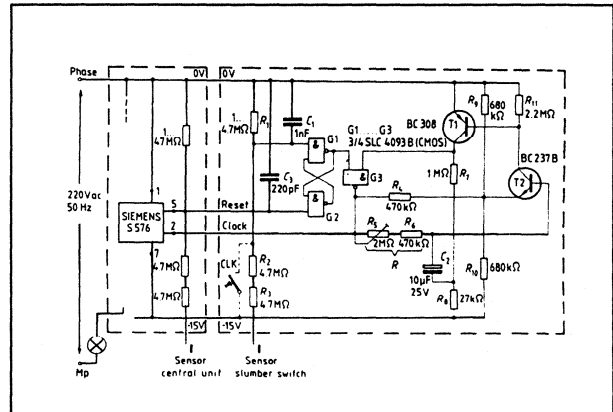 Phase
0V
0V
220Vac
50 Hz
1...
47MΩ
SIEMENS
S 576
1
5
2
7
Reset
Clock
4.7MΩ
4.7MΩ
-15V
1...
4.7MΩ
R1
C1
1nF
C3
220pF
G1
&
G2
&
G3
&
G1 ...... G3
3/4 SLC 4093 B (CMOS)
BC 308
T1
R9
680
kΩ
R11
2.2MΩ
BC 237B
T2
1MΩ
R7
R4
470kΩ
R5
2MΩ
R6
470kΩ
R
C2
10µF
25V
R10
680kΩ
R8
27kΩ
CLK
R2
4.7MΩ
R3
4.7MΩ
-15V
Mp
Sensor
central unit
Sensor
slumber switch